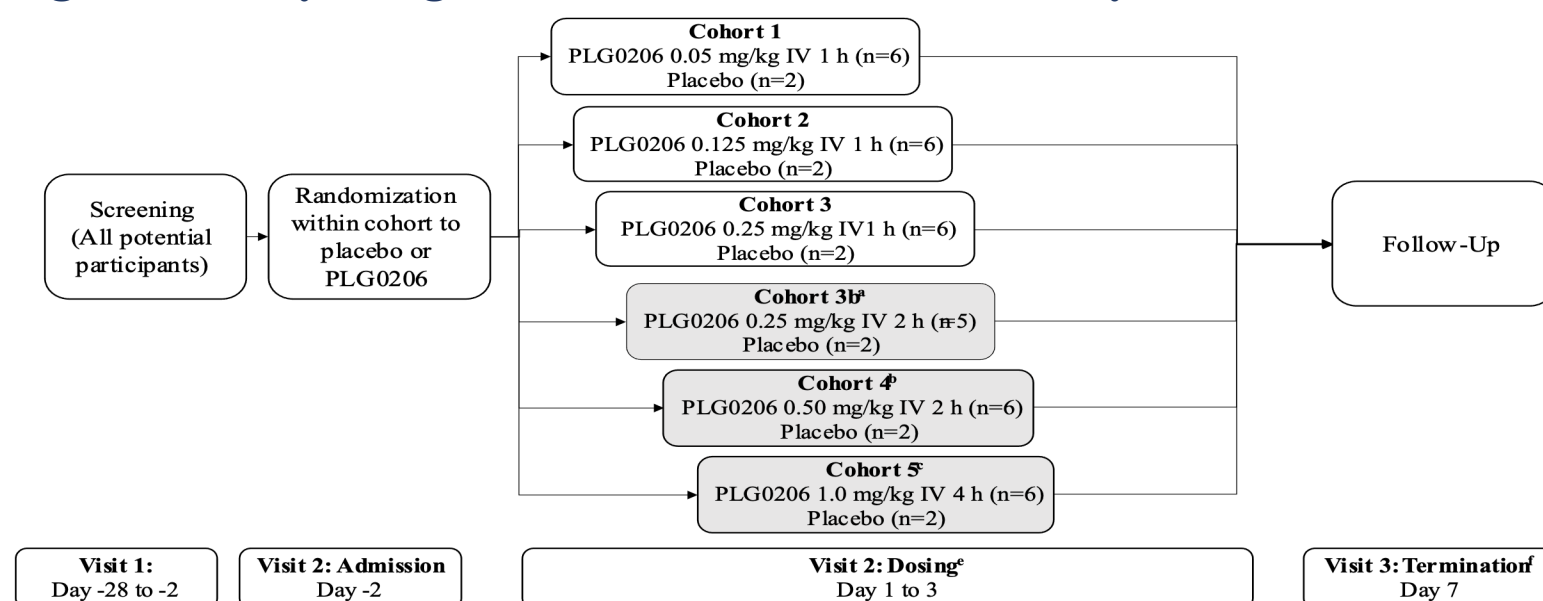 Cohort 1
PLG0206 0.05 mg/kg IV 1 h (n=6)
Placebo (n=2)
Cohort 2
PLG0206 0.125 mg/kg IV 1 h (n=6)
Placebo (n=2)
Screening
(All potential
participants)
Randomization
within cohort to
placebo or
PLG0206
Cohort 3
PLG0206 0.25 mg/kg IV1 h (n=6)
Placebo (n=2)
Follow-Up
Cohort 3bᵃ
PLG0206 0.25 mg/kg IV 2 h (n=5)
Placebo (n=2)
Cohort 4ᵇ
PLG0206 0.50 mg/kg IV 2 h (n=6)
Placebo (n=2)
Cohort 5ᶜ
PLG0206 1.0 mg/kg IV 4 h (n=6)
Placebo (n=2)
Visit 1:
Day -28 to -2
Visit 2: Admission
Day -2
Visit 2: Dosingᵉ
Day 1 to 3
Visit 3: Terminationᶠ
Day 7